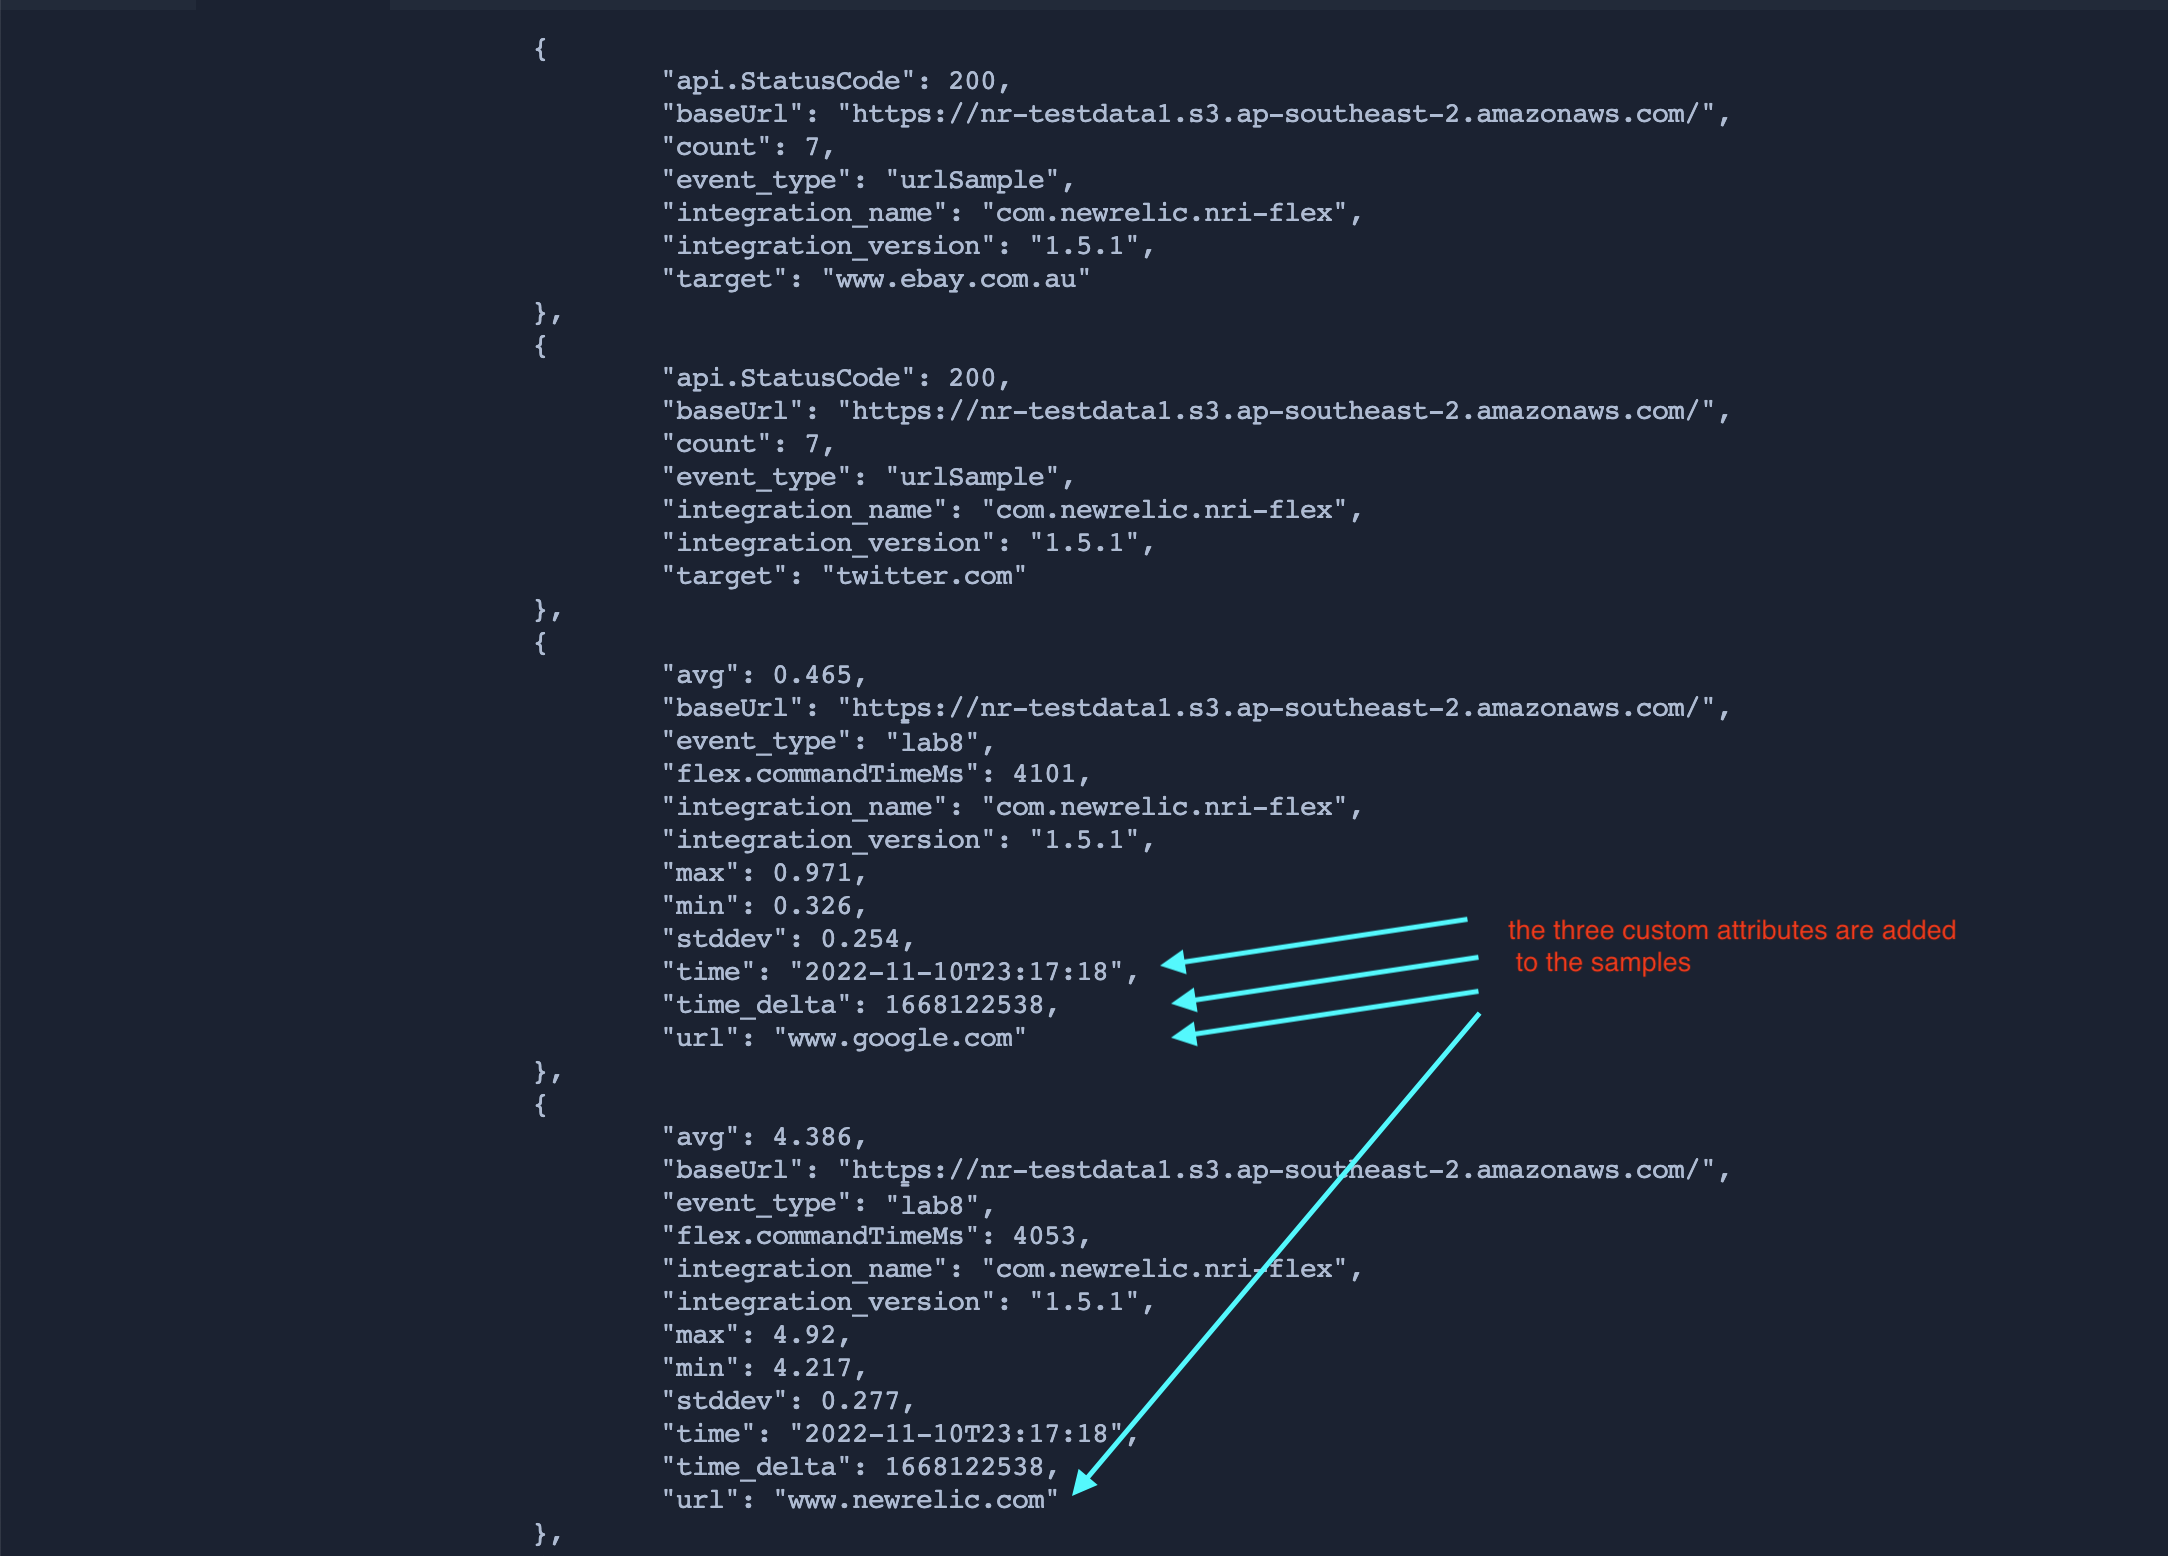 {
"api.StatusCode": 200,
"baseUrl": "https://nr-testdata1.s3.ap-southeast-2.amazonaws.com/",
"count": 7,
"event_type": "urlSample",
"integration_name": "com.newrelic.nri-flex",
"integration_version": "1.5.1",
"target": "www.ebay.com.au"
},
{
"api.StatusCode": 200,
"baseUrl": "https://nr-testdata1.s3.ap-southeast-2.amazonaws.com/",
"count": 7,
"event_type": "urlSample",
"integration_name": "com.newrelic.nri-flex",
"integration_version": "1.5.1",
"target": "twitter.com"
},
{
"avg": 0.465,
"baseUrl": "https://nr-testdata1.s3.ap-southeast-2.amazonaws.com/",
"event_type": "lab8",
"flex.commandTimeMs": 4101,
"integration_name": "com.newrelic.nri-flex",
"integration_version": "1.5.1",
"max": 0.971,
"min": 0.326,
"stddev": 0.254,
"time": "2022-11-10T23:17:18",
"time_delta": 1668122538,
"url": "www.google.com"
the three custom attributes are added
to the samples
},
{
"avg": 4.386,
"baseUrl": "https://nr-testdata1.s3.ap-southeast-2.amazonaws.com/",
"event_type": "lab8",
"flex.commandTimeMs": 4053,
"integration_name": "com.newrelic.nri-flex",
"integration_version": "1.5.1",
"max": 4.92,
"min": 4.217,
"stddev": 0.277,
"time": "2022-11-10T23:17:18",
"time_delta": 1668122538,
"url": "www.newrelic.com"
},